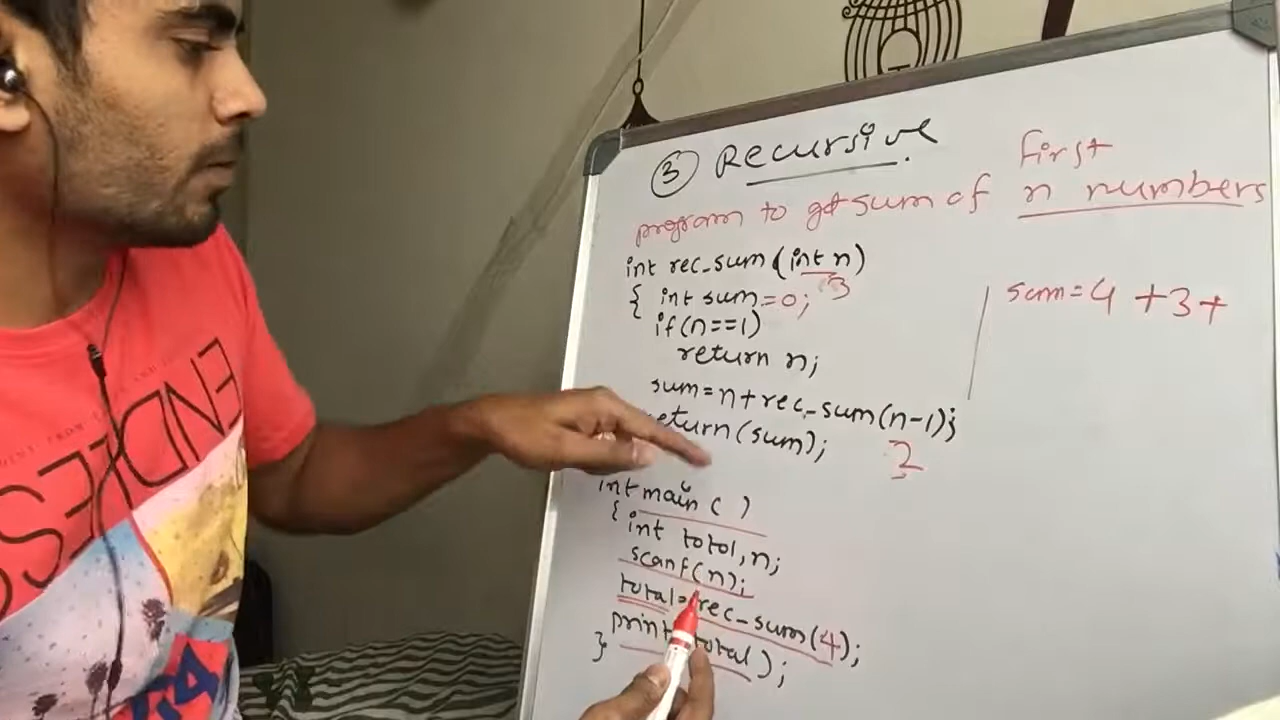 ③ Recursive
first
program to get sum of n numbers
int rec_sum(int n)
3
{ int sum=0;
if(n==1)
return n;
sum=n+rec_sum(n-1);
return(sum);
2
sum=4+3+
int main( )
{ int total,n;
scanf(n);
total=rec_sum(4);
print total);
}